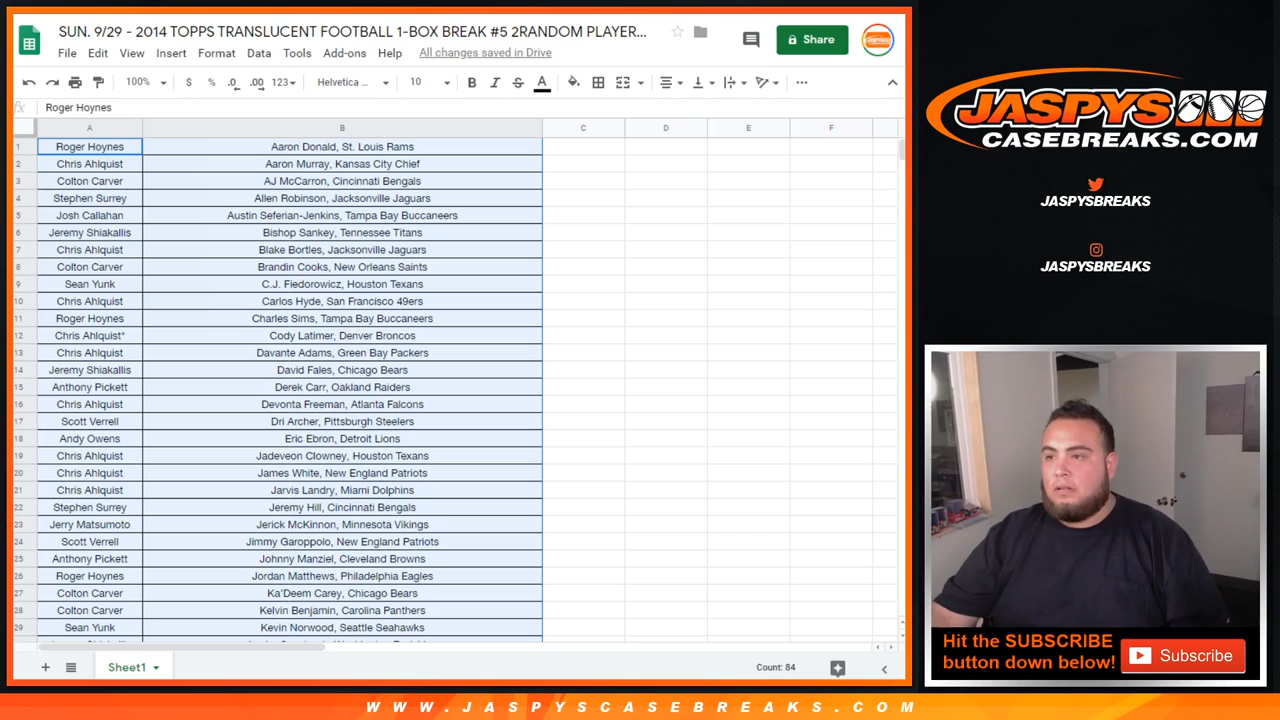 SUN. 9/29 - 2014 TOPPS TRANSLUCENT FOOTBALL 1-BOX BREAK #5 2RANDOM PLAYER...
File Edit View Insert Format Data Tools Add-ons Help All changes saved in Drive
Share
100% $ % .0 .00 123 Helvetica ... 10 B I S A
fx Roger Hoynes
A B C D E F
1 Roger Hoynes Aaron Donald, St. Louis Rams
2 Chris Ahlquist Aaron Murray, Kansas City Chief
3 Colton Carver AJ McCarron, Cincinnati Bengals
4 Stephen Surrey Allen Robinson, Jacksonville Jaguars
5 Josh Callahan Austin Seferian-Jenkins, Tampa Bay Buccaneers
6 Jeremy Shiakallis Bishop Sankey, Tennessee Titans
7 Chris Ahlquist Blake Bortles, Jacksonville Jaguars
8 Colton Carver Brandin Cooks, New Orleans Saints
9 Sean Yunk C.J. Fiedorowicz, Houston Texans
10 Chris Ahlquist Carlos Hyde, San Francisco 49ers
11 Roger Hoynes Charles Sims, Tampa Bay Buccaneers
12 Chris Ahlquist* Cody Latimer, Denver Broncos
13 Chris Ahlquist Davante Adams, Green Bay Packers
14 Jeremy Shiakallis David Fales, Chicago Bears
15 Anthony Pickett Derek Carr, Oakland Raiders
16 Chris Ahlquist Devonta Freeman, Atlanta Falcons
17 Scott Verrell Dri Archer, Pittsburgh Steelers
18 Andy Owens Eric Ebron, Detroit Lions
19 Chris Ahlquist Jadeveon Clowney, Houston Texans
20 Chris Ahlquist James White, New England Patriots
21 Chris Ahlquist Jarvis Landry, Miami Dolphins
22 Stephen Surrey Jeremy Hill, Cincinnati Bengals
23 Jerry Matsumoto Jerick McKinnon, Minnesota Vikings
24 Scott Verrell Jimmy Garoppolo, New England Patriots
25 Anthony Pickett Johnny Manziel, Cleveland Browns
26 Roger Hoynes Jordan Matthews, Philadelphia Eagles
27 Colton Carver Ka'Deem Carey, Chicago Bears
28 Colton Carver Kelvin Benjamin, Carolina Panthers
29 Sean Yunk Kevin Norwood, Seattle Seahawks
Sheet1
Count: 84
JASPYS
CASEBREAKS.COM
JASPYSBREAKS
JASPYSBREAKS
Hit the SUBSCRIBE
button down below!
Subscribe
WWW.JASPYSCASEBREAKS.COM